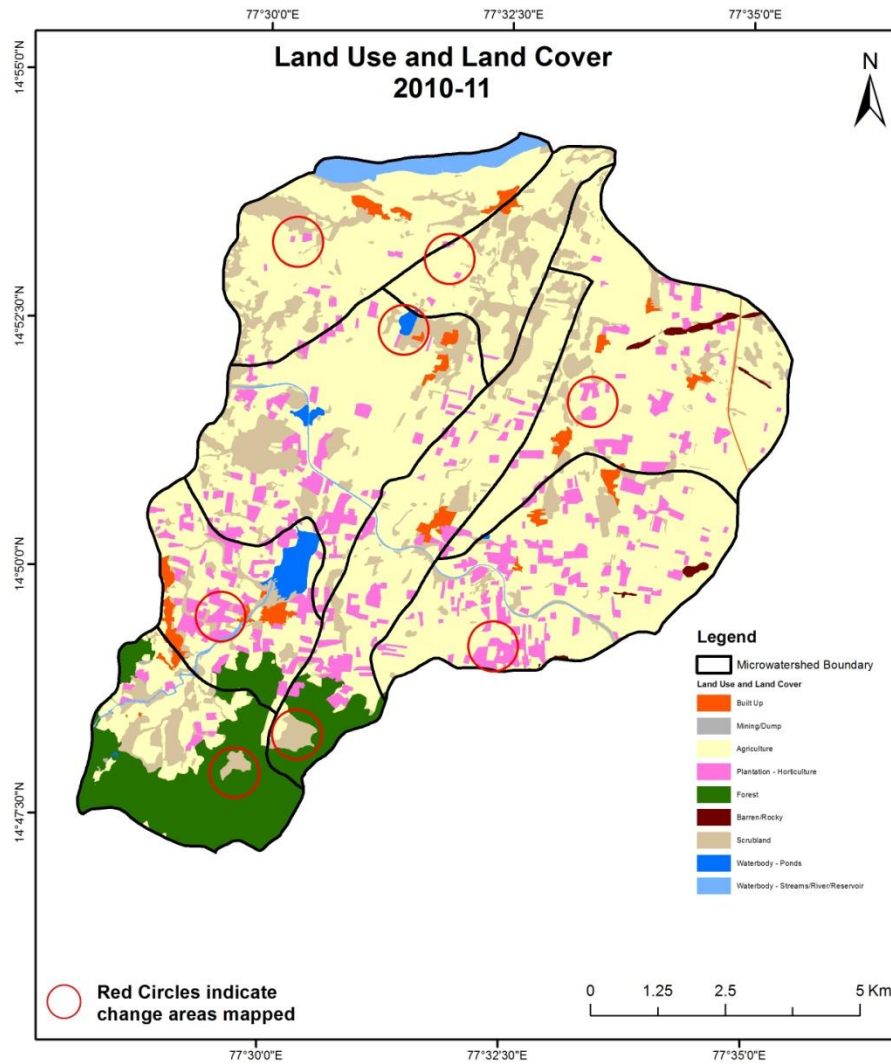 77°30'0"E 77°32'30"E 77°35'0"E
Land Use and Land Cover
2010-11
N
14°55'0"N
14°55'0"N
14°52'30"N
14°50'0"N
14°47'30"N
Legend
Microwatershed Boundary
Land Use and Land Cover
Built Up
Mining/Dump
Agriculture
Plantation - Horticulture
Forest
Barren/Rocky
Scrubland
Waterbody - Ponds
Waterbody - Streams/River/Reservoir
Red Circles indicate
change areas mapped
0 1.25 2.5 5 Km
77°30'0"E 77°32'30"E 77°35'0"E